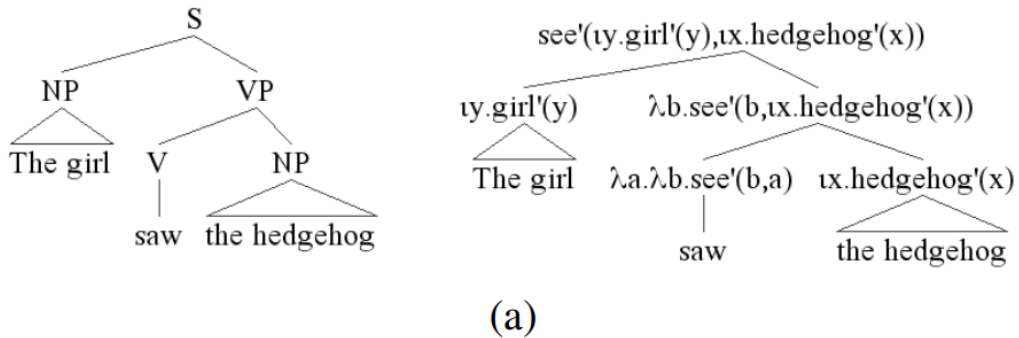 S
see'(ιy.girl'(y),ιx.hedgehog'(x))
NP VP
ιy.girl'(y) λb.see'(b,ιx.hedgehog'(x))
The girl V NP
The girl λa.λb.see'(b,a) ιx.hedgehog'(x)
saw the hedgehog
saw the hedgehog
(a)